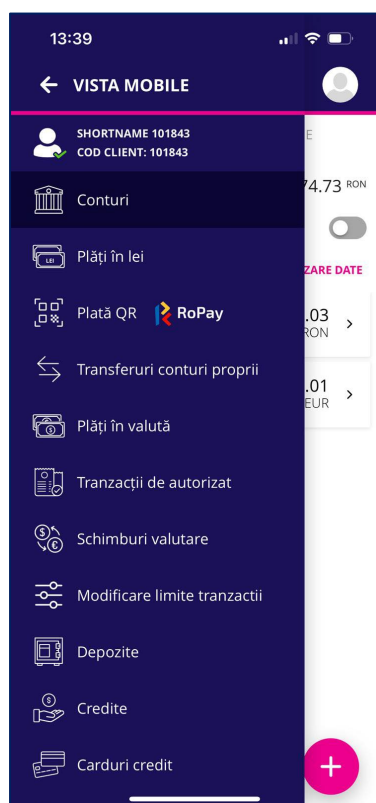 13:39
VISTA MOBILE
SHORTNAME 101843
COD CLIENT: 101843
E
Conturi
74.73 RON
Plăți în lei
LEI
ZARE DATE
Plată QR RoPay
.03
RON
Transferuri conturi proprii
.01
EUR
Plăți în valută
Tranzacții de autorizat
Schimburi valutare
Modificare limite tranzactii
Depozite
Credite
Carduri credit